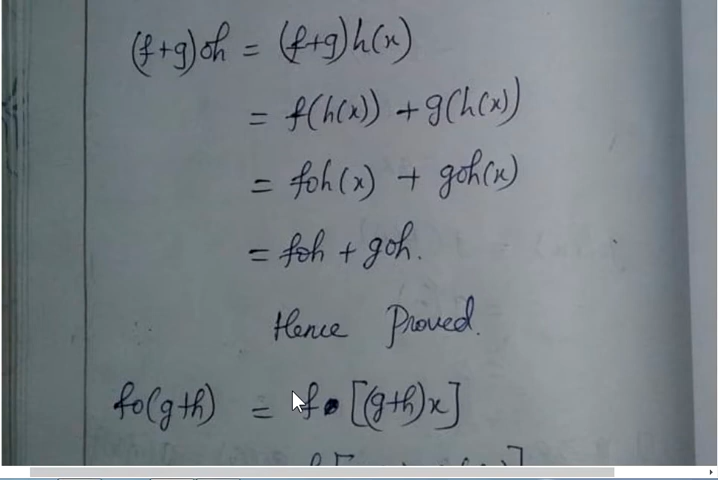 (f+g)oh = (f+g)h(x)
= f(h(x)) + g(h(x))
= foh(x) + goh(x)
= foh + goh.
Hence Proved.
fo(g+h) = f [(g+h)x]